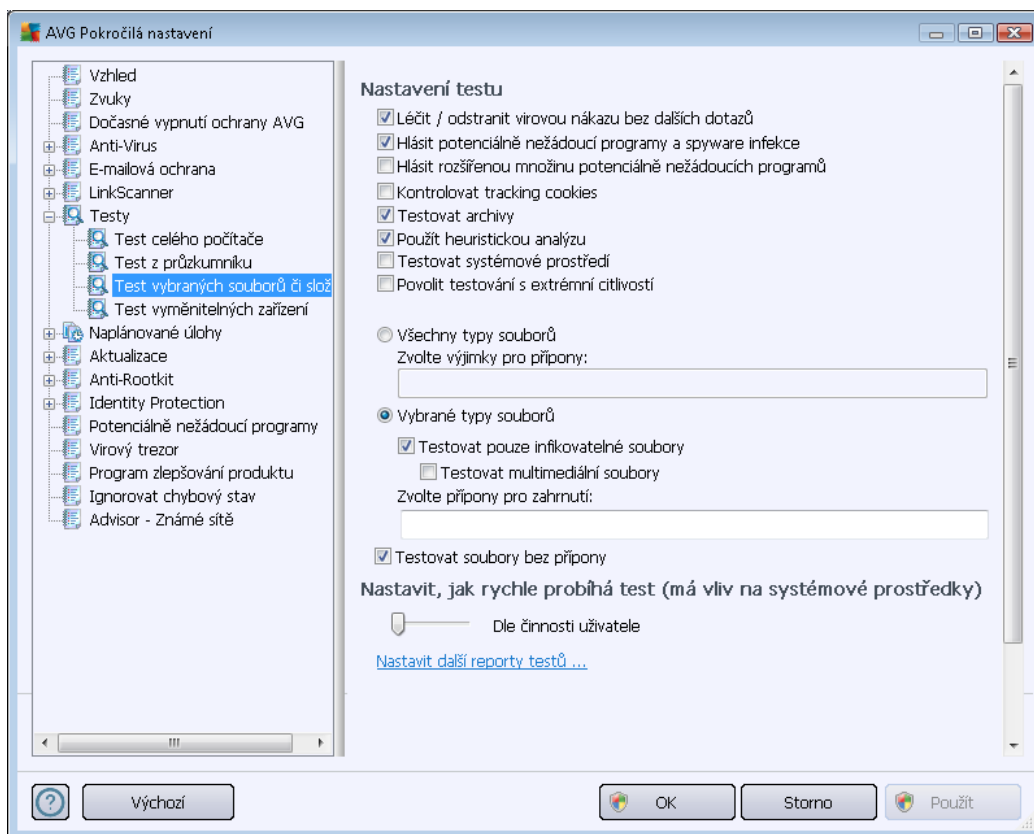 AVG Pokročilá nastavení
Vzhled
Zvuky
Dočasné vypnutí ochrany AVG
Anti-Virus
E-mailová ochrana
LinkScanner
Testy
Test celého počítače
Test z průzkumníku
Test vybraných souborů či slož
Test vyměnitelných zařízení
Naplánované úlohy
Aktualizace
Anti-Rootkit
Identity Protection
Potenciálně nežádoucí programy
Virový trezor
Program zlepšování produktu
Ignorovat chybový stav
Advisor - Známé sítě
Nastavení testu
Léčit / odstranit virovou nákazu bez dalších dotazů
Hlásit potenciálně nežádoucí programy a spyware infekce
Hlásit rozšířenou množinu potenciálně nežádoucích programů
Kontrolovat tracking cookies
Testovat archivy
Použít heuristickou analýzu
Testovat systémové prostředí
Povolit testování s extrémní citlivostí
Všechny typy souborů
Zvolte výjimky pro přípony:
Vybrané typy souborů
Testovat pouze infikovatelné soubory
Testovat multimediální soubory
Zvolte přípony pro zahrnutí:
Testovat soubory bez přípony
Nastavit, jak rychle probíhá test (má vliv na systémové prostředky)
Dle činnosti uživatele
Nastavit další reporty testů ...
Výchozí
OK
Storno
Použít